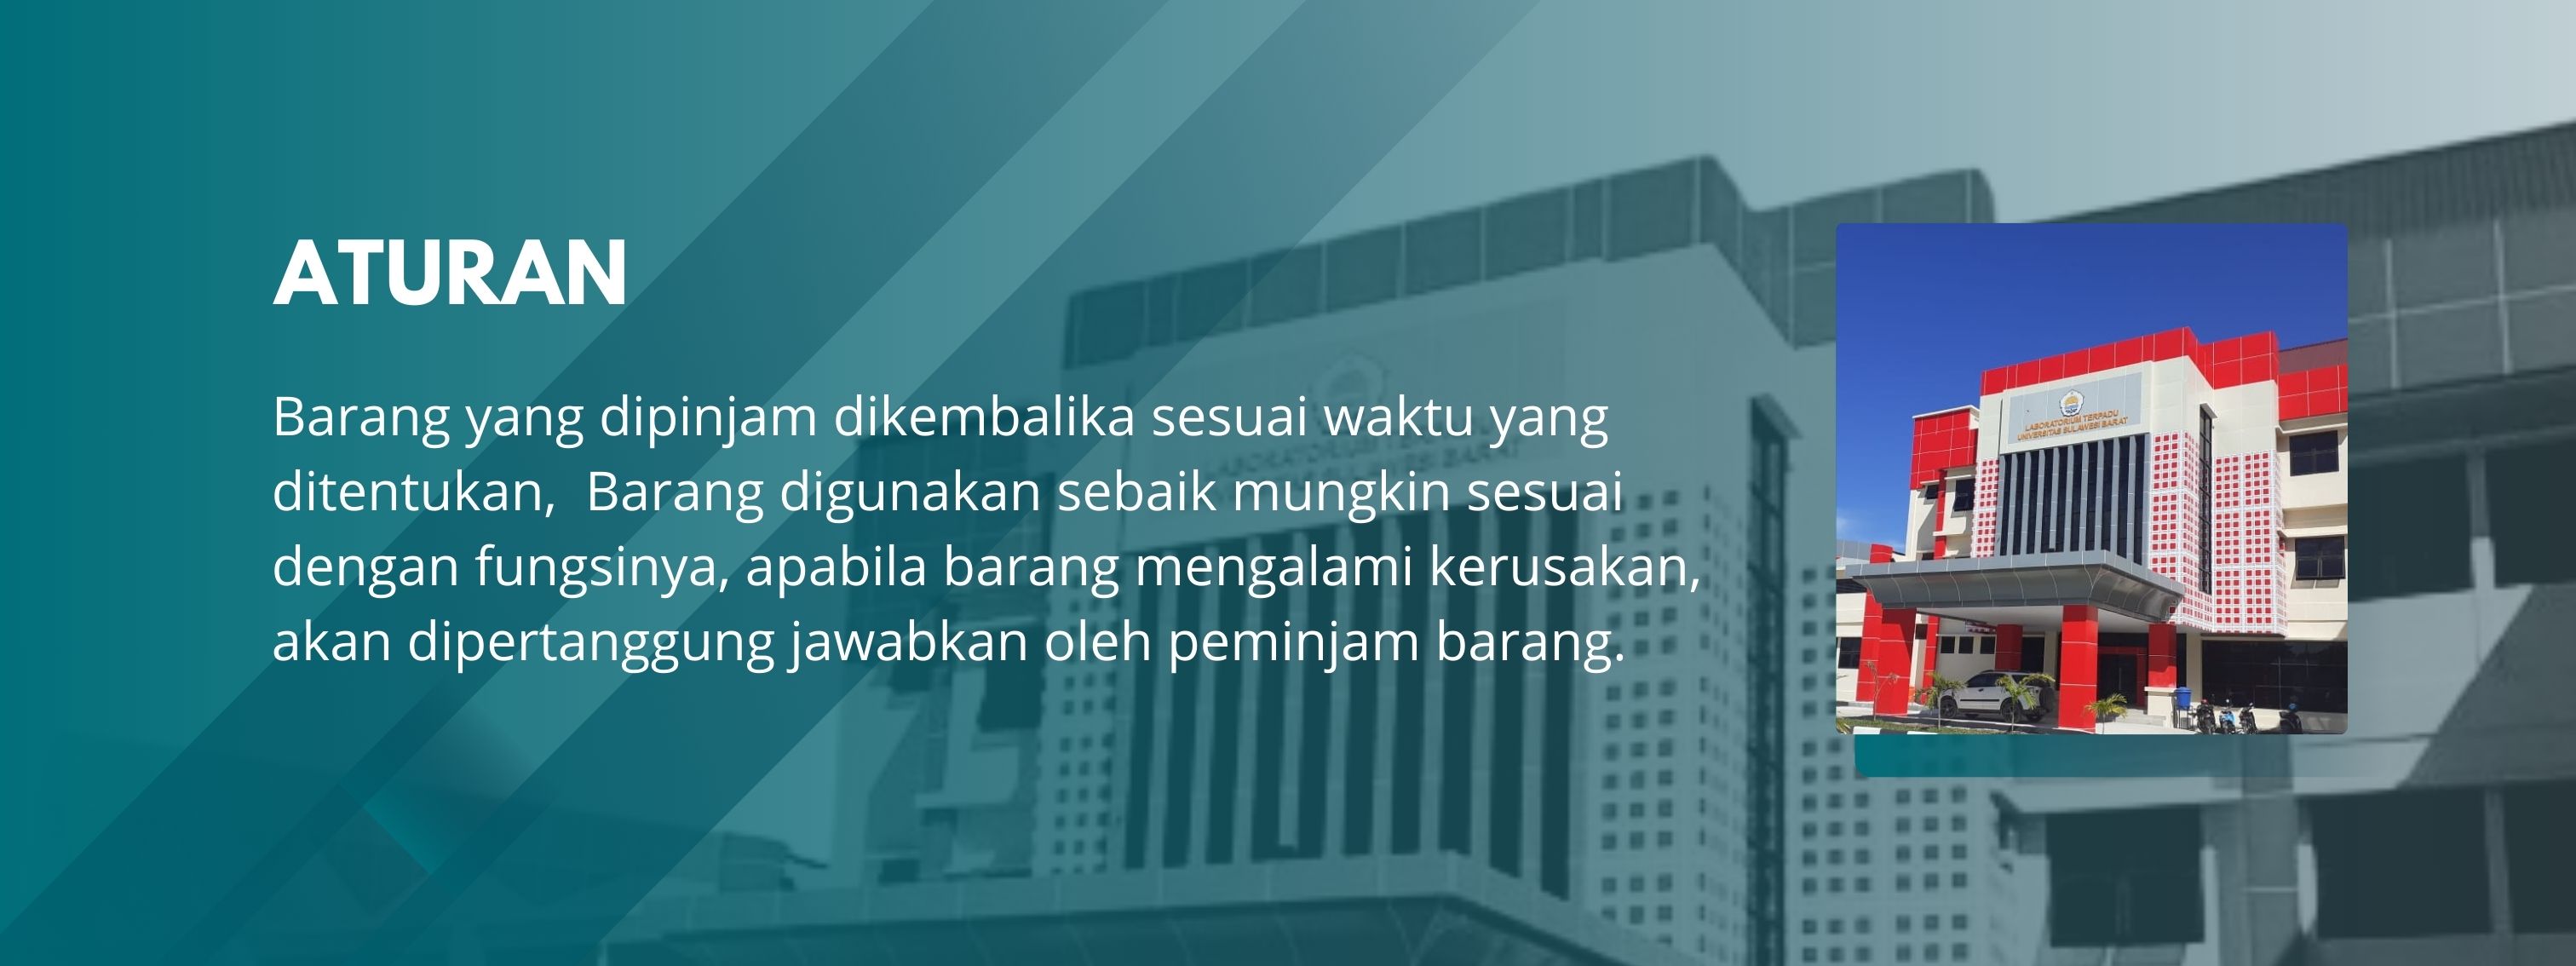 ATURAN
Barang yang dipinjam dikembalika sesuai waktu yang
ditentukan,  Barang digunakan sebaik mungkin sesuai
dengan fungsinya, apabila barang mengalami kerusakan,
akan dipertanggung jawabkan oleh peminjam barang.
LABORATORIUM TERPADU
UNIVERSITAS SULAWESI BARAT